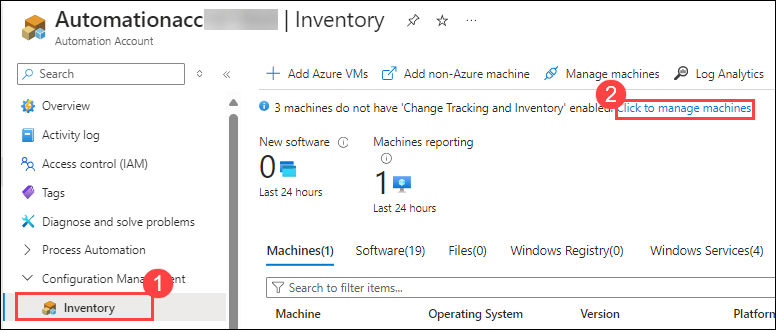 Automationacc | Inventory
Automation Account
Search
Overview
Activity log
Access control (IAM)
Tags
Diagnose and solve problems
Process Automation
Configuration Management
1
Inventory
Add Azure VMs
Add non-Azure machine
Manage machines
Log Analytics
2
3 machines do not have 'Change Tracking and Inventory' enabled. Click to manage machines
New software
0
Last 24 hours
Machines reporting
1
Last 24 hours
Machines(1) Software(19) Files(0) Windows Registry(0) Windows Services(4)
Search to filter items...
Machine Operating System Version Platfo